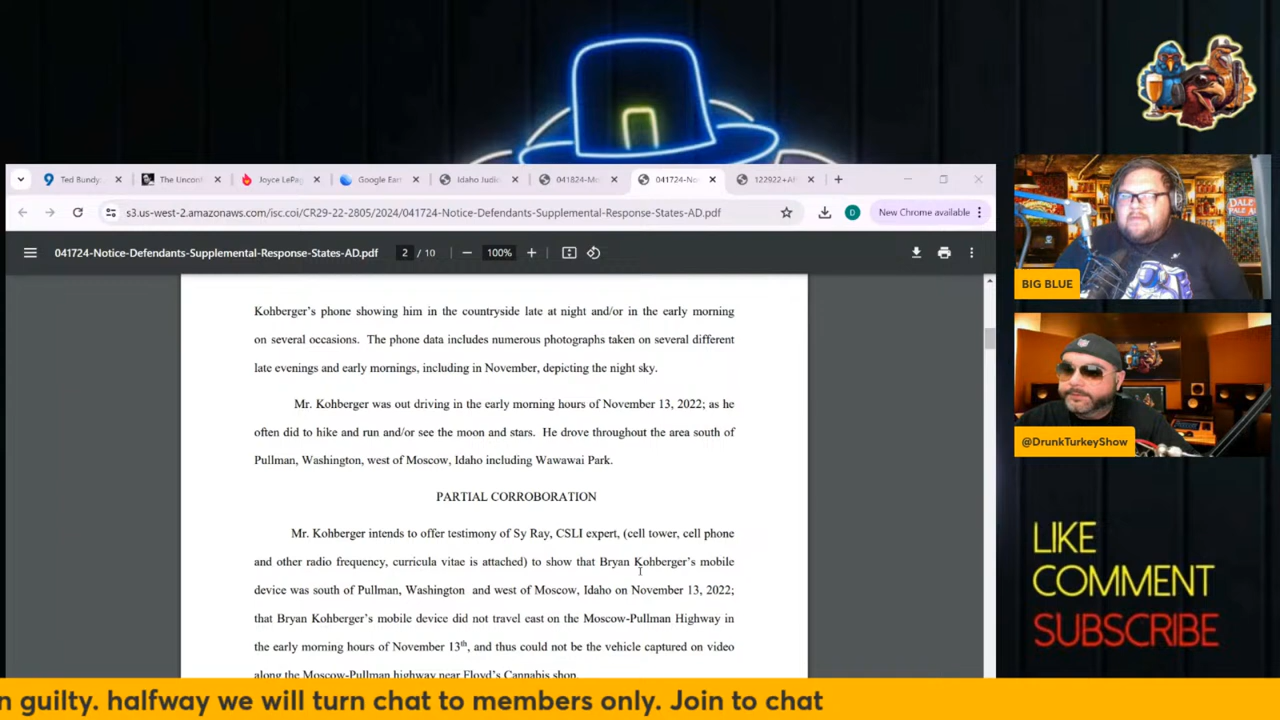 Ted Bundy:
The Uncon
Joyce LePag
Google Ear
Idaho Judic
041824-Mo
041724-No
122922+Af
s3.us-west-2.amazonaws.com/isc.coi/CR29-22-2805/2024/041724-Notice-Defendants-Supplemental-Response-States-AD.pdf
D
New Chrome available
041724-Notice-Defendants-Supplemental-Response-States-AD.pdf
2 / 10
100%
Kohberger's phone showing him in the countryside late at night and/or in the early morning
on several occasions. The phone data includes numerous photographs taken on several different
late evenings and early mornings, including in November, depicting the night sky.
Mr. Kohberger was out driving in the early morning hours of November 13, 2022; as he
often did to hike and run and/or see the moon and stars. He drove throughout the area south of
Pullman, Washington, west of Moscow, Idaho including Wawawai Park.
PARTIAL CORROBORATION
Mr. Kohberger intends to offer testimony of Sy Ray, CSLI expert, (cell tower, cell phone
and other radio frequency, curricula vitae is attached) to show that Bryan Kohberger's mobile
device was south of Pullman, Washington and west of Moscow, Idaho on November 13, 2022;
that Bryan Kohberger's mobile device did not travel east on the Moscow-Pullman Highway in
the early morning hours of November 13th, and thus could not be the vehicle captured on video
along the Moscow-Pullman highway near Floyd's Cannabis shop.
DALE'S
PALE A
BIG BLUE
@DrunkTurkeyShow
LIKE
COMMENT
SUBSCRIBE
n guilty. halfway we will turn chat to members only. Join to chat